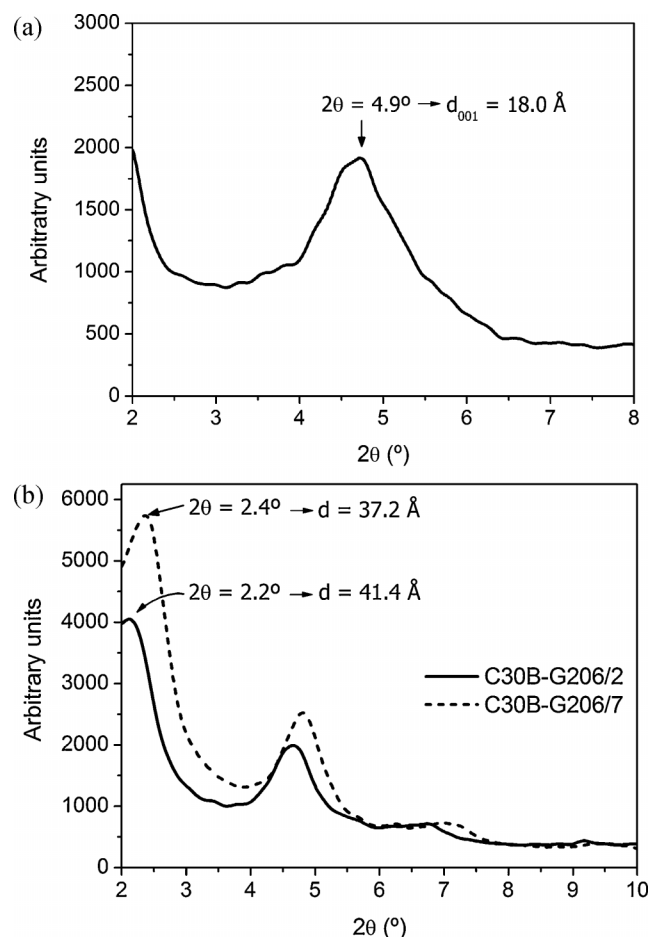 (a)
3000
2500
2000
1500
1000
500
0
Arbitratry units
2θ = 4.9º → d001 = 18.0 Å
2 3 4 5 6 7 8
2θ (º)
(b)
6000
5000
4000
3000
2000
1000
0
Arbitrary units
2θ = 2.4º → d = 37.2 Å
2θ = 2.2º → d = 41.4 Å
C30B-G206/2
C30B-G206/7
2 3 4 5 6 7 8 9 10
2θ (º)